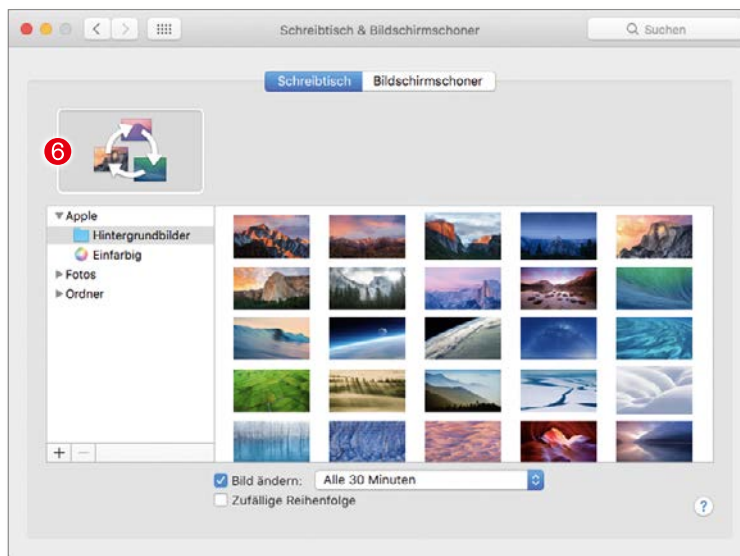 Schreibtisch & Bildschirmschoner
Suchen
Schreibtisch Bildschirmschoner
6
Apple
Hintergrundbilder
Einfarbig
Fotos
Ordner
+ −
Bild ändern: Alle 30 Minuten
Zufällige Reihenfolge
?